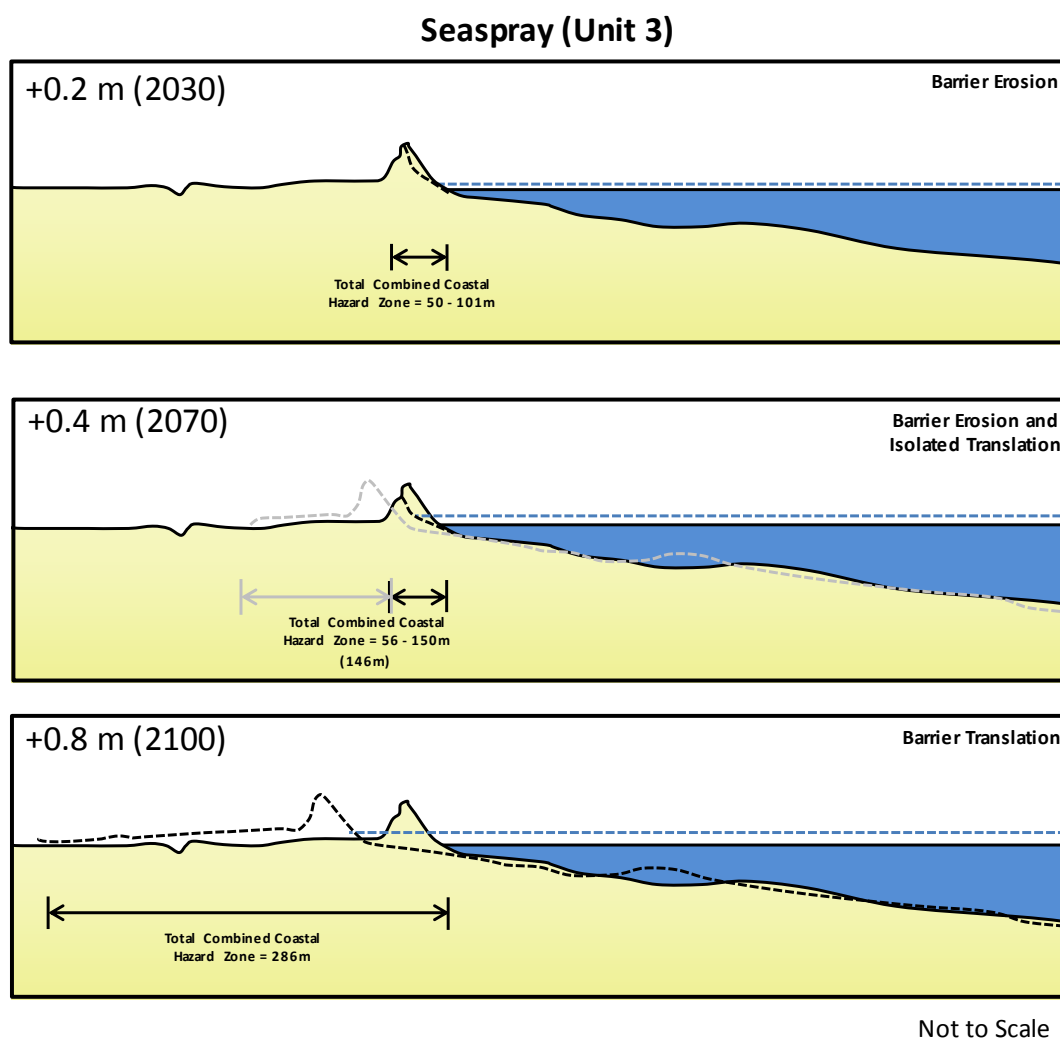 Seaspray (Unit 3)
+0.2 m (2030)
Barrier Erosion
Total Combined Coastal
Hazard Zone = 50 - 101m
+0.4 m (2070)
Barrier Erosion and
Isolated Translation
Total Combined Coastal
Hazard Zone = 56 - 150m
(146m)
+0.8 m (2100)
Barrier Translation
Total Combined Coastal
Hazard Zone = 286m
Not to Scale